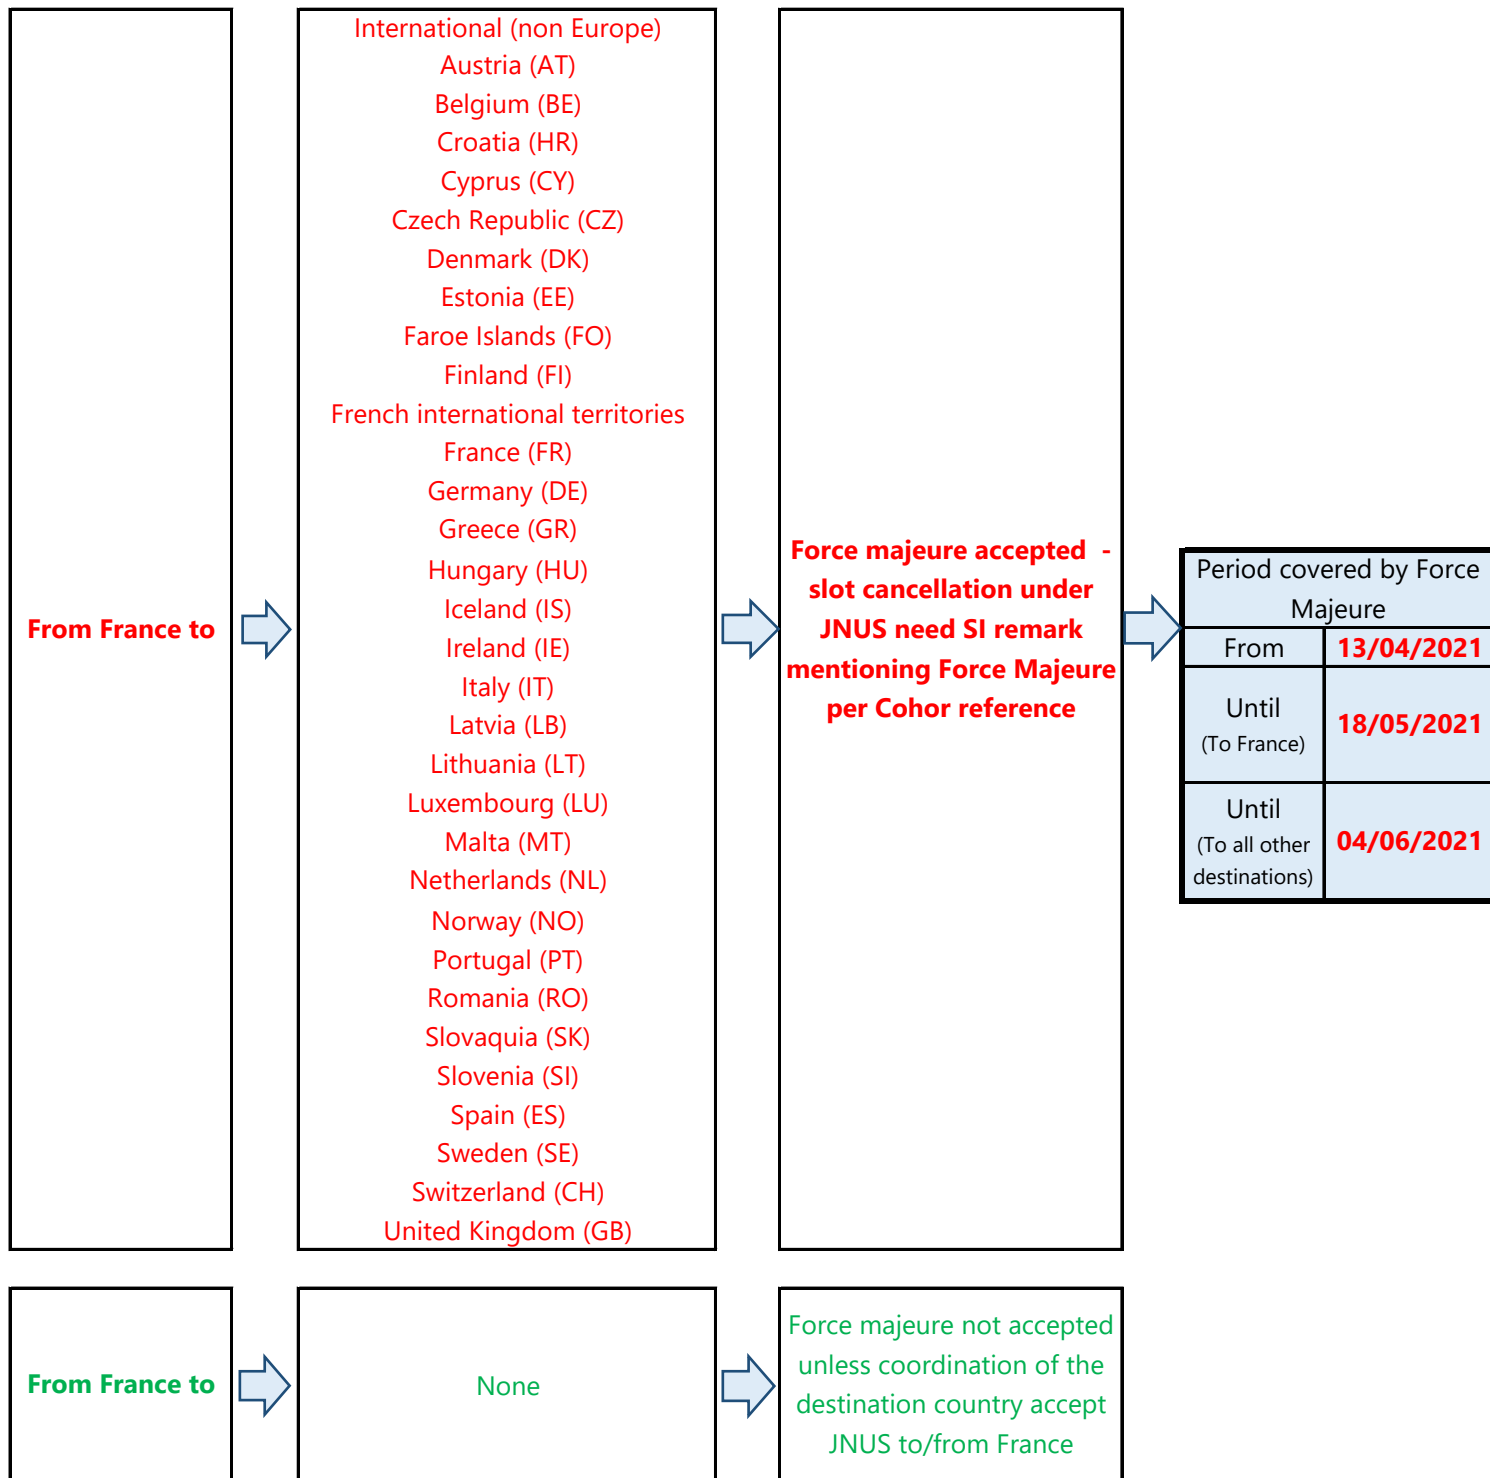 From France to
International (non Europe)
Austria (AT)
Belgium (BE)
Croatia (HR)
Cyprus (CY)
Czech Republic (CZ)
Denmark (DK)
Estonia (EE)
Faroe Islands (FO)
Finland (FI)
French international territories
France (FR)
Germany (DE)
Greece (GR)
Hungary (HU)
Iceland (IS)
Ireland (IE)
Italy (IT)
Latvia (LB)
Lithuania (LT)
Luxembourg (LU)
Malta (MT)
Netherlands (NL)
Norway (NO)
Portugal (PT)
Romania (RO)
Slovaquia (SK)
Slovenia (SI)
Spain (ES)
Sweden (SE)
Switzerland (CH)
United Kingdom (GB)
Force majeure accepted -
slot cancellation under
JNUS need SI remark
mentioning Force Majeure
per Cohor reference
Period covered by Force
Majeure
From 13/04/2021
Until
(To France)
18/05/2021
Until
(To all other
destinations)
04/06/2021
From France to
None
Force majeure not accepted
unless coordination of the
destination country accept
JNUS to/from France